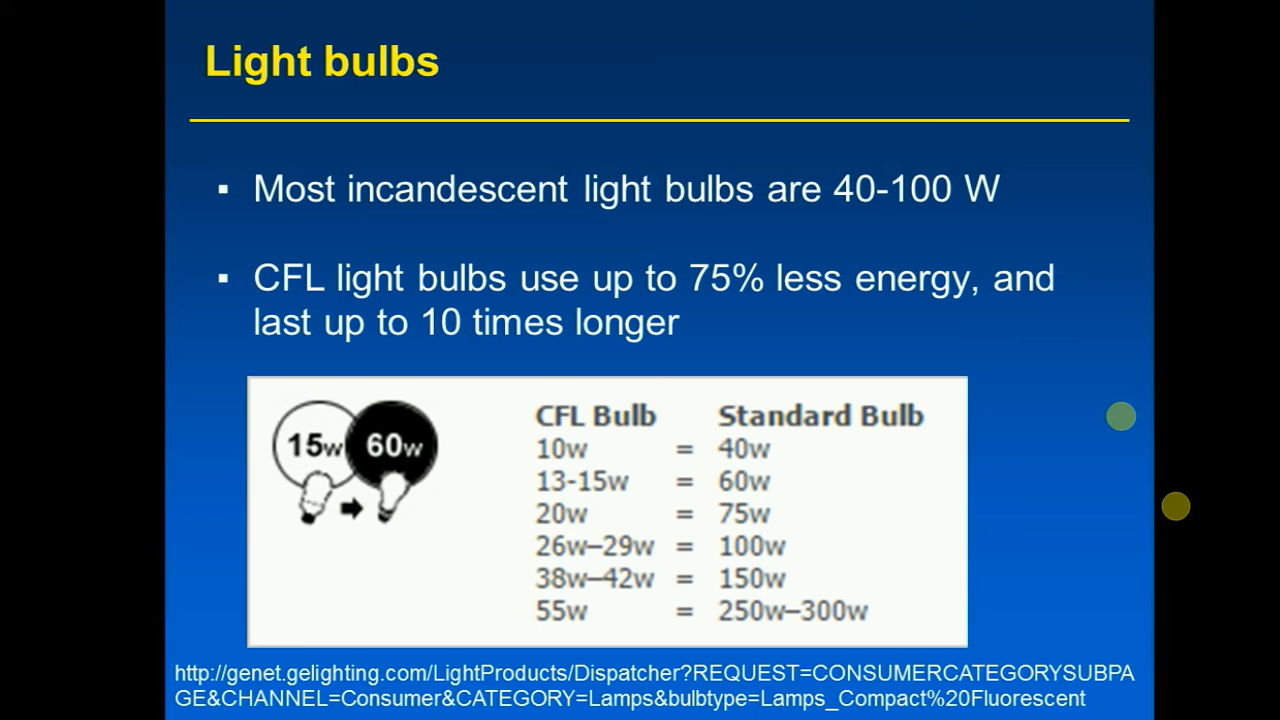 Light bulbs
▪ Most incandescent light bulbs are 40-100 W
▪ CFL light bulbs use up to 75% less energy, and
last up to 10 times longer
15w 60w
CFL Bulb Standard Bulb
10w = 40w
13-15w = 60w
20w = 75w
26w–29w = 100w
38w–42w = 150w
55w = 250w–300w
http://genet.gelighting.com/LightProducts/Dispatcher?REQUEST=CONSUMERCATEGORYSUBPA
GE&CHANNEL=Consumer&CATEGORY=Lamps&bulbtype=Lamps_Compact%20Fluorescent